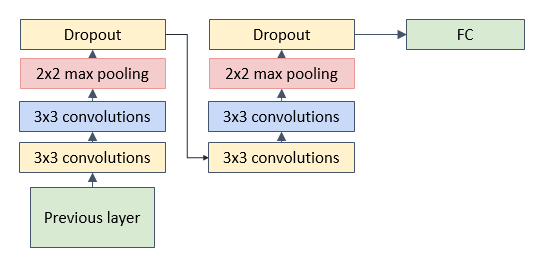 Dropout
2x2 max pooling
3x3 convolutions
3x3 convolutions
Previous layer
Dropout
2x2 max pooling
3x3 convolutions
3x3 convolutions
FC